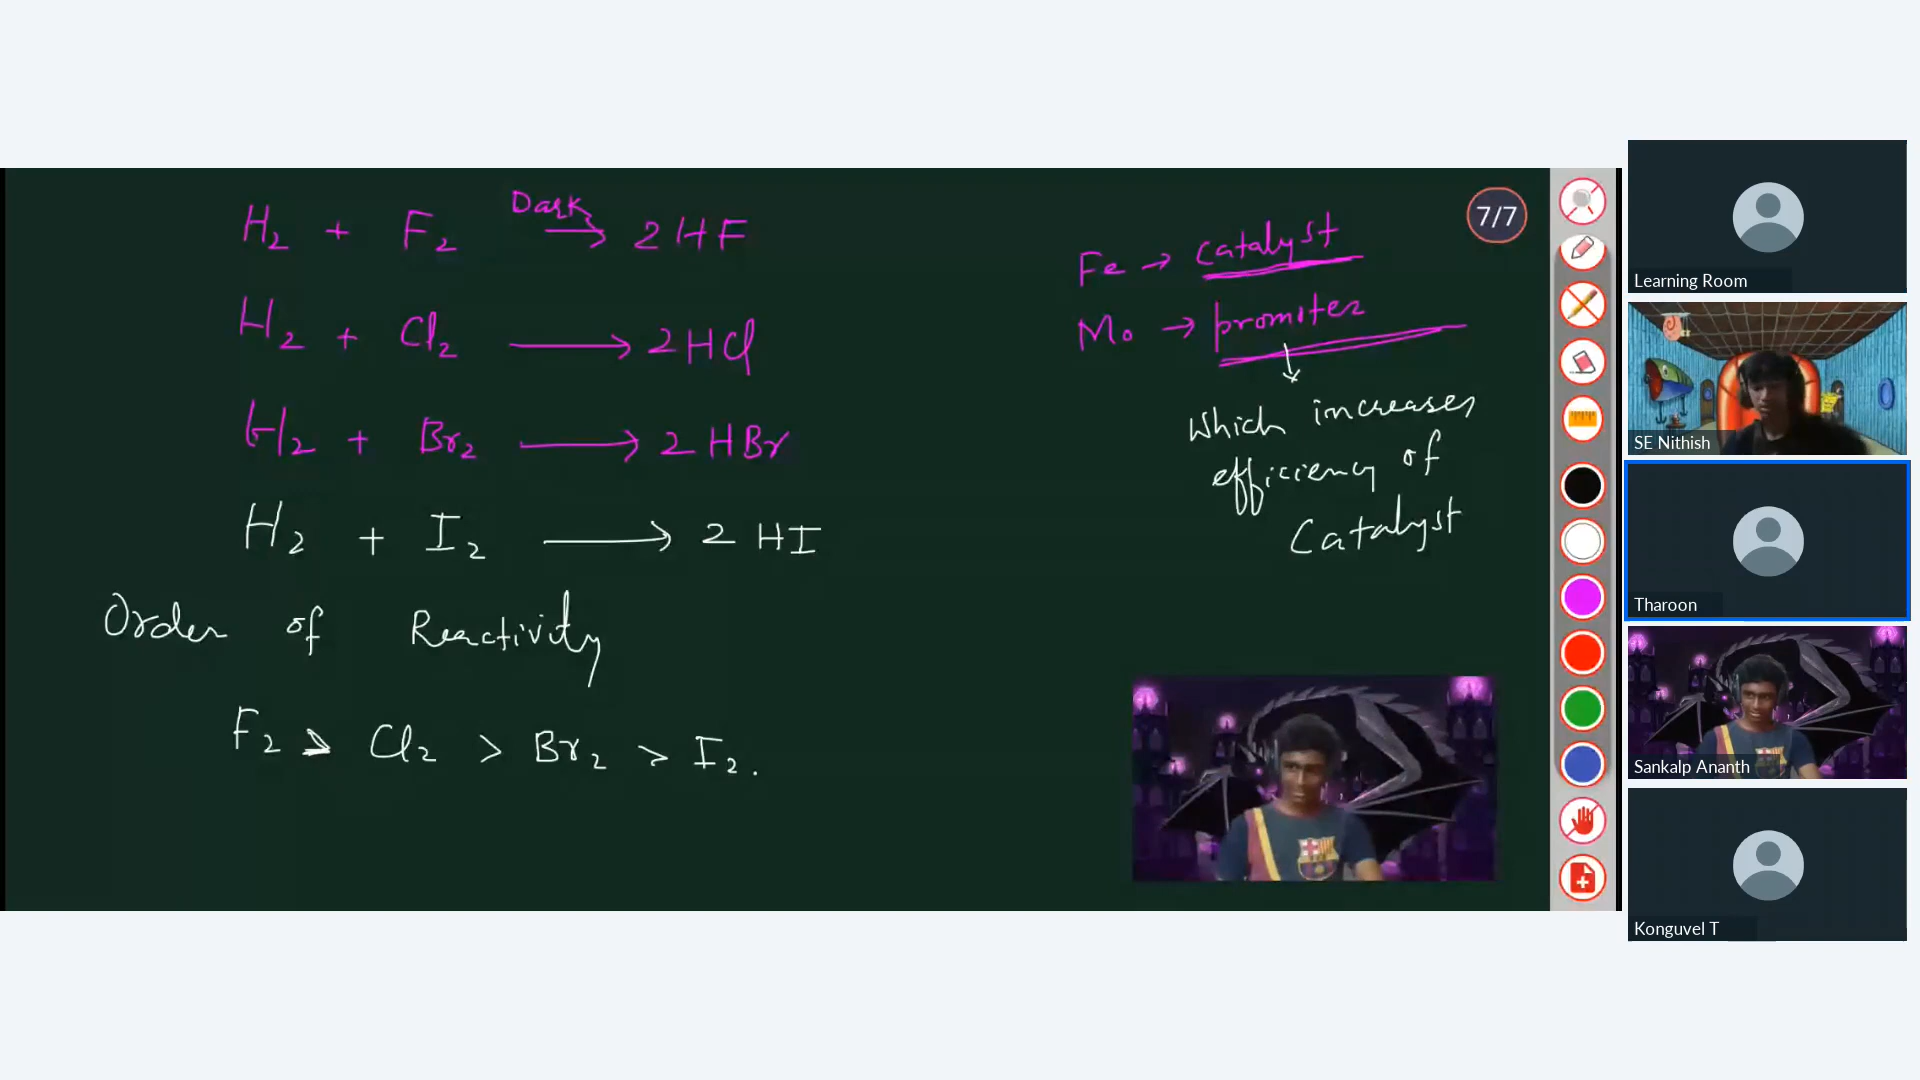 H₂ + F₂ Dark → 2HF
H₂ + Cl₂ → 2HCl
H₂ + Br₂ → 2HBr
H₂ + I₂ → 2HI
Order of Reactivity
F₂ > Cl₂ > Br₂ > I₂.
Fe → catalyst
Mo → promoter
↓
Which increases
efficiency of
Catalyst
7/7
Learning Room
SE Nithish
Tharoon
Sankalp Ananth
Konguvel T